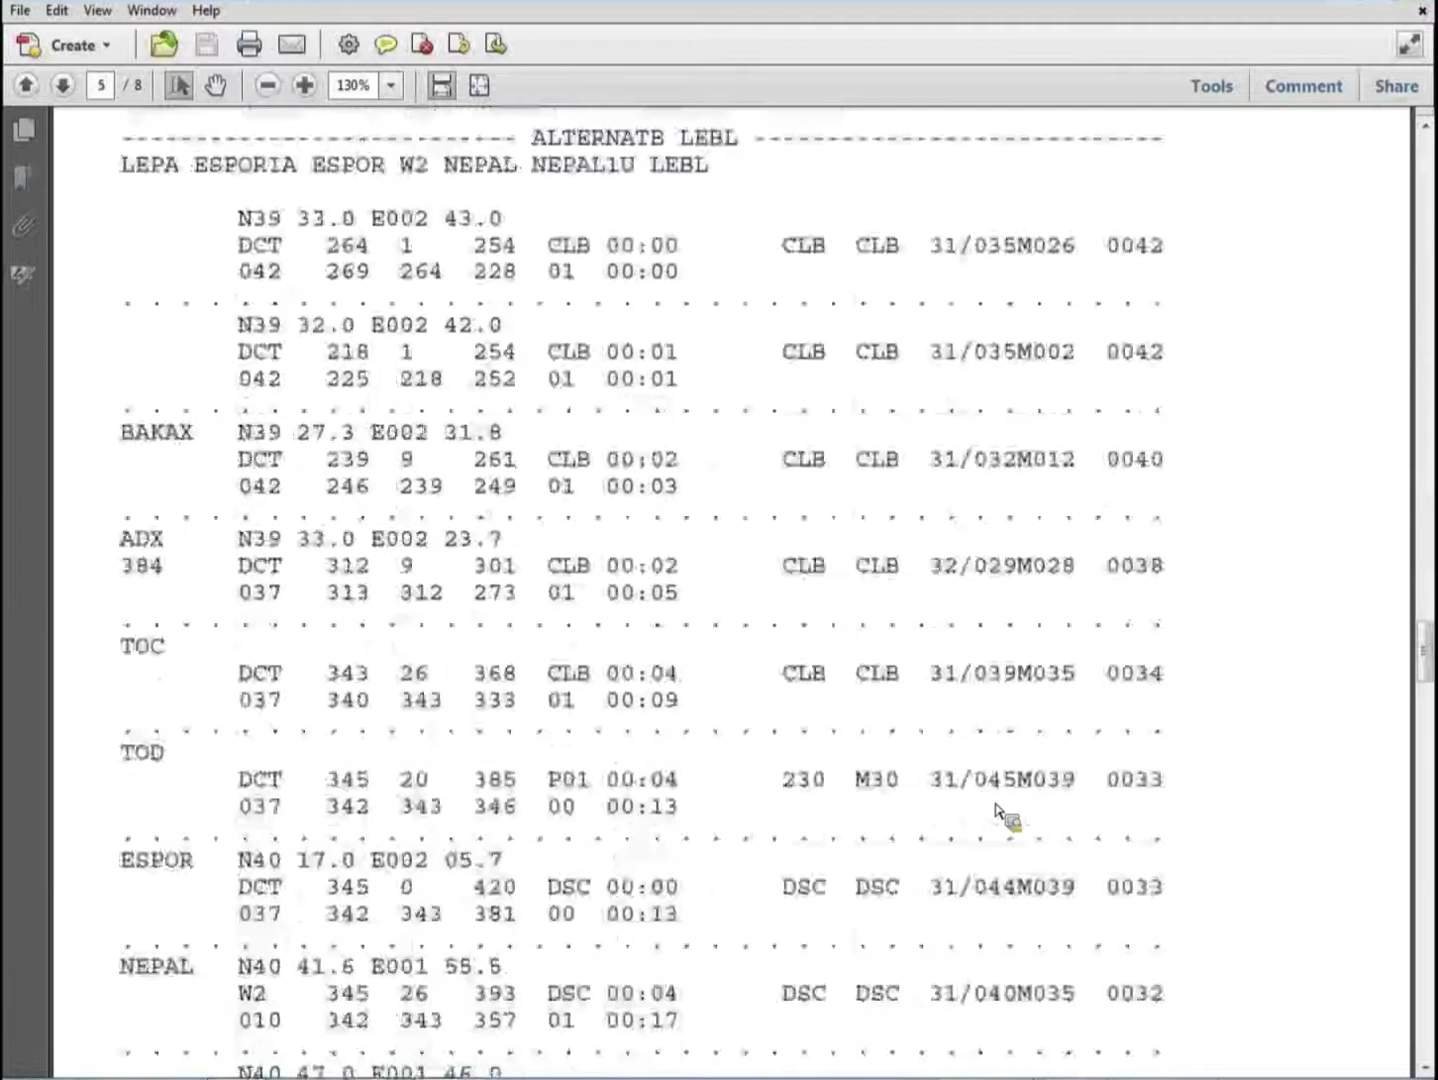 File Edit View Window Help
Create
5 / 8 130% Tools Comment Share
---------------------------- ALTERNATE LEBL ----------------------------
LEPA ESPORIA ESPOR W2 NEPAL NEPAL1U LEBL
N39 33.0 E002 43.0
DCT 264 1 254 CLB 00:00 CLB CLB 31/035M026 0042
042 269 264 228 01 00:00
N39 32.0 E002 42.0
DCT 218 1 254 CLB 00:01 CLB CLB 31/035M002 0042
042 225 218 252 01 00:01
BAKAX N39 27.3 E002 31.8
DCT 239 9 261 CLB 00:02 CLB CLB 31/032M012 0040
042 246 239 249 01 00:03
ADX N39 33.0 E002 23.7
384 DCT 312 9 301 CLB 00:02 CLB CLB 32/029M028 0038
037 313 312 273 01 00:05
TOC
DCT 343 26 368 CLB 00:04 CLB CLB 31/039M035 0034
037 340 343 333 01 00:09
TOD
DCT 345 20 385 P01 00:04 230 M30 31/045M039 0033
037 342 343 346 00 00:13
ESPOR N40 17.0 E002 05.7
DCT 345 0 420 DSC 00:00 DSC DSC 31/044M039 0033
037 342 343 381 00 00:13
NEPAL N40 41.6 E001 55.5
W2 345 26 393 DSC 00:04 DSC DSC 31/040M035 0032
010 342 343 357 01 00:17
N40 47.0 E001 46.0